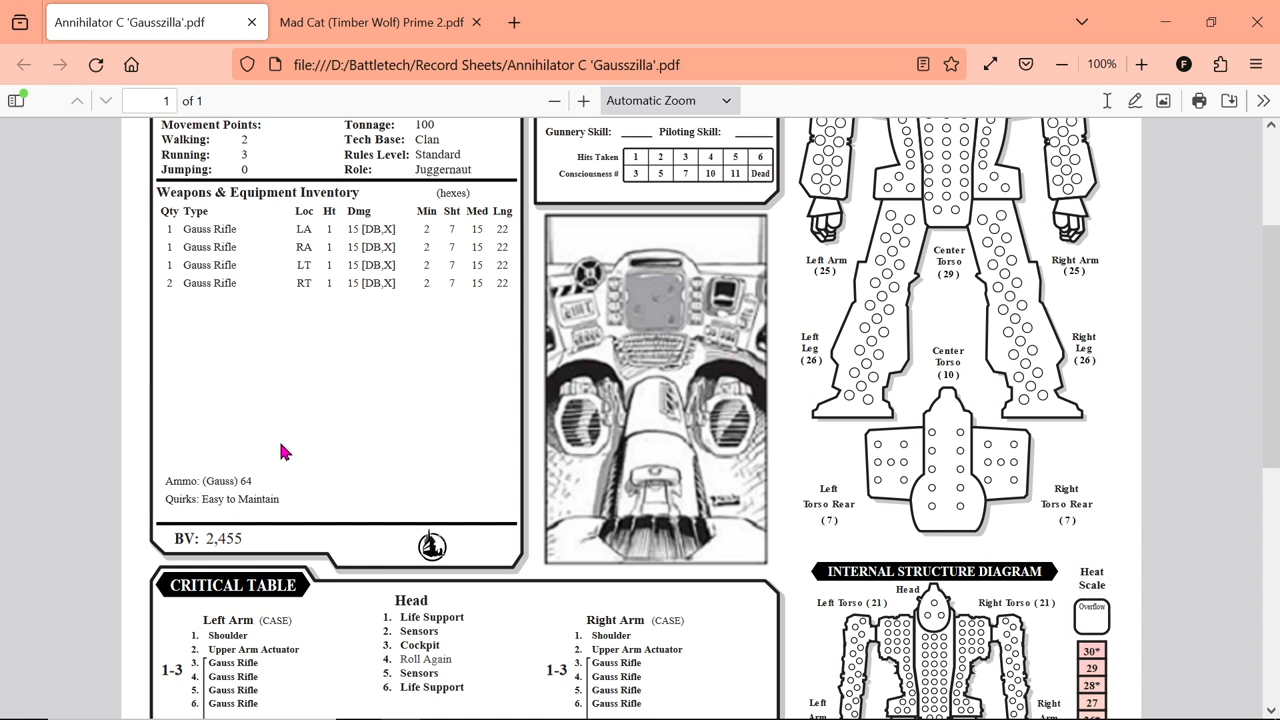 Annihilator C 'Gausszilla'.pdf
Mad Cat (Timber Wolf) Prime 2.pdf
file:///D:/Battletech/Record Sheets/Annihilator C 'Gausszilla'.pdf
100%
F
1 of 1
Automatic Zoom
Movement Points: Tonnage: 100
Walking: 2 Tech Base: Clan
Running: 3 Rules Level: Standard
Jumping: 0 Role: Juggernaut
Weapons & Equipment Inventory (hexes)
Qty Type Loc Ht Dmg Min Sht Med Lng
1 Gauss Rifle LA 1 15 [DB,X] 2 7 15 22
1 Gauss Rifle RA 1 15 [DB,X] 2 7 15 22
1 Gauss Rifle LT 1 15 [DB,X] 2 7 15 22
2 Gauss Rifle RT 1 15 [DB,X] 2 7 15 22
Ammo: (Gauss) 64
Quirks: Easy to Maintain
BV: 2,455
Gunnery Skill: Piloting Skill:
Hits Taken 1 2 3 4 5 6
Consciousness # 3 5 7 10 11 Dead
Left Arm
(25)
Center
Torso
(29)
Right Arm
(25)
Left
Leg
(26)
Center
Torso
(10)
Right
Leg
(26)
Left
Torso Rear
(7)
Right
Torso Rear
(7)
CRITICAL TABLE
Left Arm (CASE)
1. Shoulder
2. Upper Arm Actuator
3. Gauss Rifle
1-3 4. Gauss Rifle
5. Gauss Rifle
6. Gauss Rifle
Head
1. Life Support
2. Sensors
3. Cockpit
4. Roll Again
5. Sensors
6. Life Support
Right Arm (CASE)
1. Shoulder
2. Upper Arm Actuator
3. Gauss Rifle
1-3 4. Gauss Rifle
5. Gauss Rifle
6. Gauss Rifle
INTERNAL STRUCTURE DIAGRAM
Head
Left Torso (21)
Right Torso (21)
Left
Arm
Right
Arm
Heat
Scale
Overflow
30*
29
28*
27